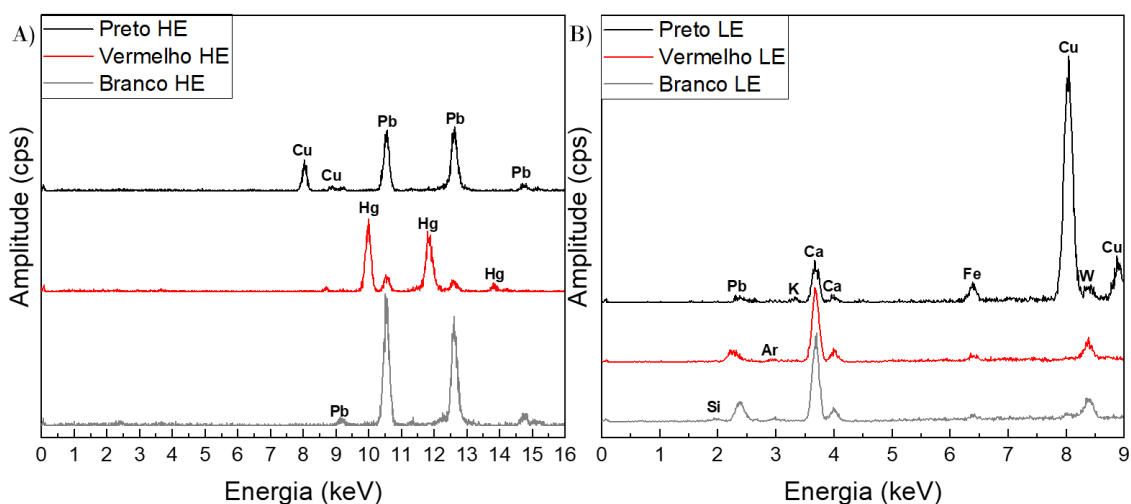 A)
Preto HE
Vermelho HE
Branco HE
Cu
Cu
Pb
Pb
Pb
Hg
Hg
Hg
Pb
Amplitude (cps)
0 1 2 3 4 5 6 7 8 9 10 11 12 13 14 15 16
Energia (keV)
B)
Preto LE
Vermelho LE
Branco LE
Cu
Cu
W
Fe
Ca
Ca
K
Pb
Ar
Si
Amplitude (cps)
0 1 2 3 4 5 6 7 8 9
Energia (keV)